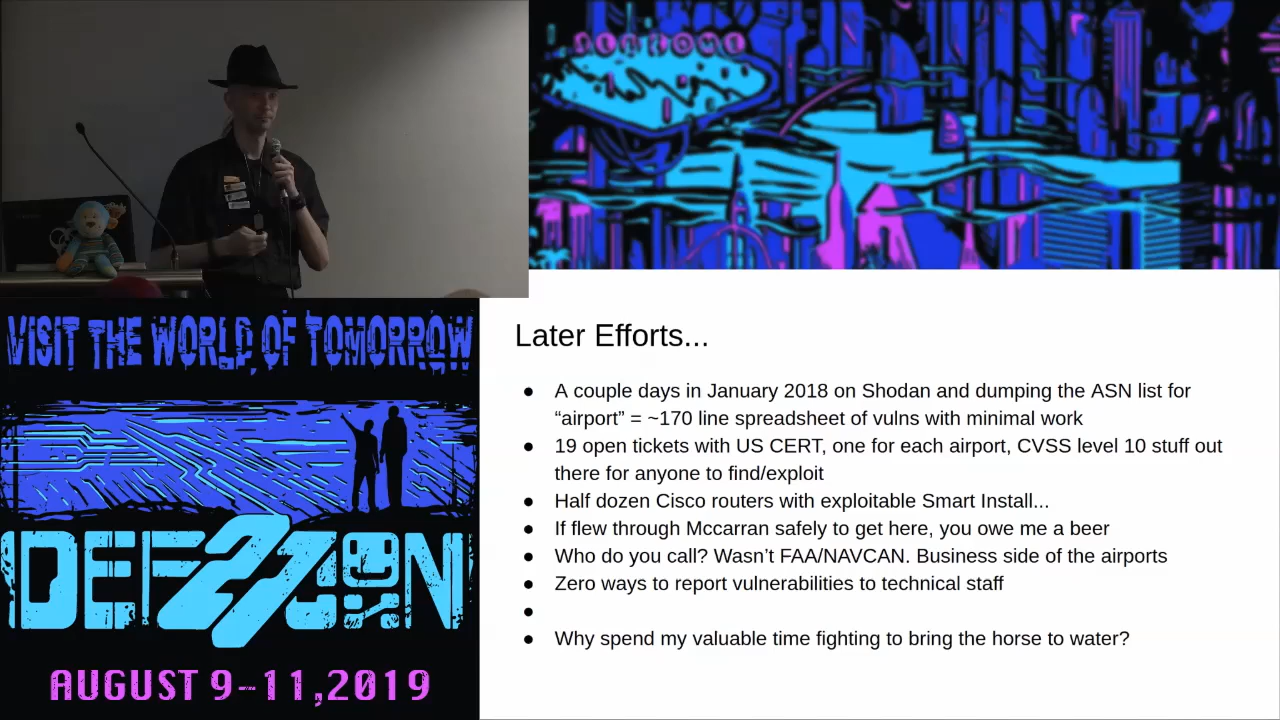 WELCOME
Later Efforts...
● A couple days in January 2018 on Shodan and dumping the ASN list for
“airport” = ~170 line spreadsheet of vulns with minimal work
● 19 open tickets with US CERT, one for each airport, CVSS level 10 stuff out
there for anyone to find/exploit
● Half dozen Cisco routers with exploitable Smart Install...
● If flew through Mccarran safely to get here, you owe me a beer
● Who do you call? Wasn’t FAA/NAVCAN. Business side of the airports
● Zero ways to report vulnerabilities to technical staff
●
● Why spend my valuable time fighting to bring the horse to water?
VISIT THE WORLD OF TOMORROW
DEF 27 CON
AUGUST 9-11,2019